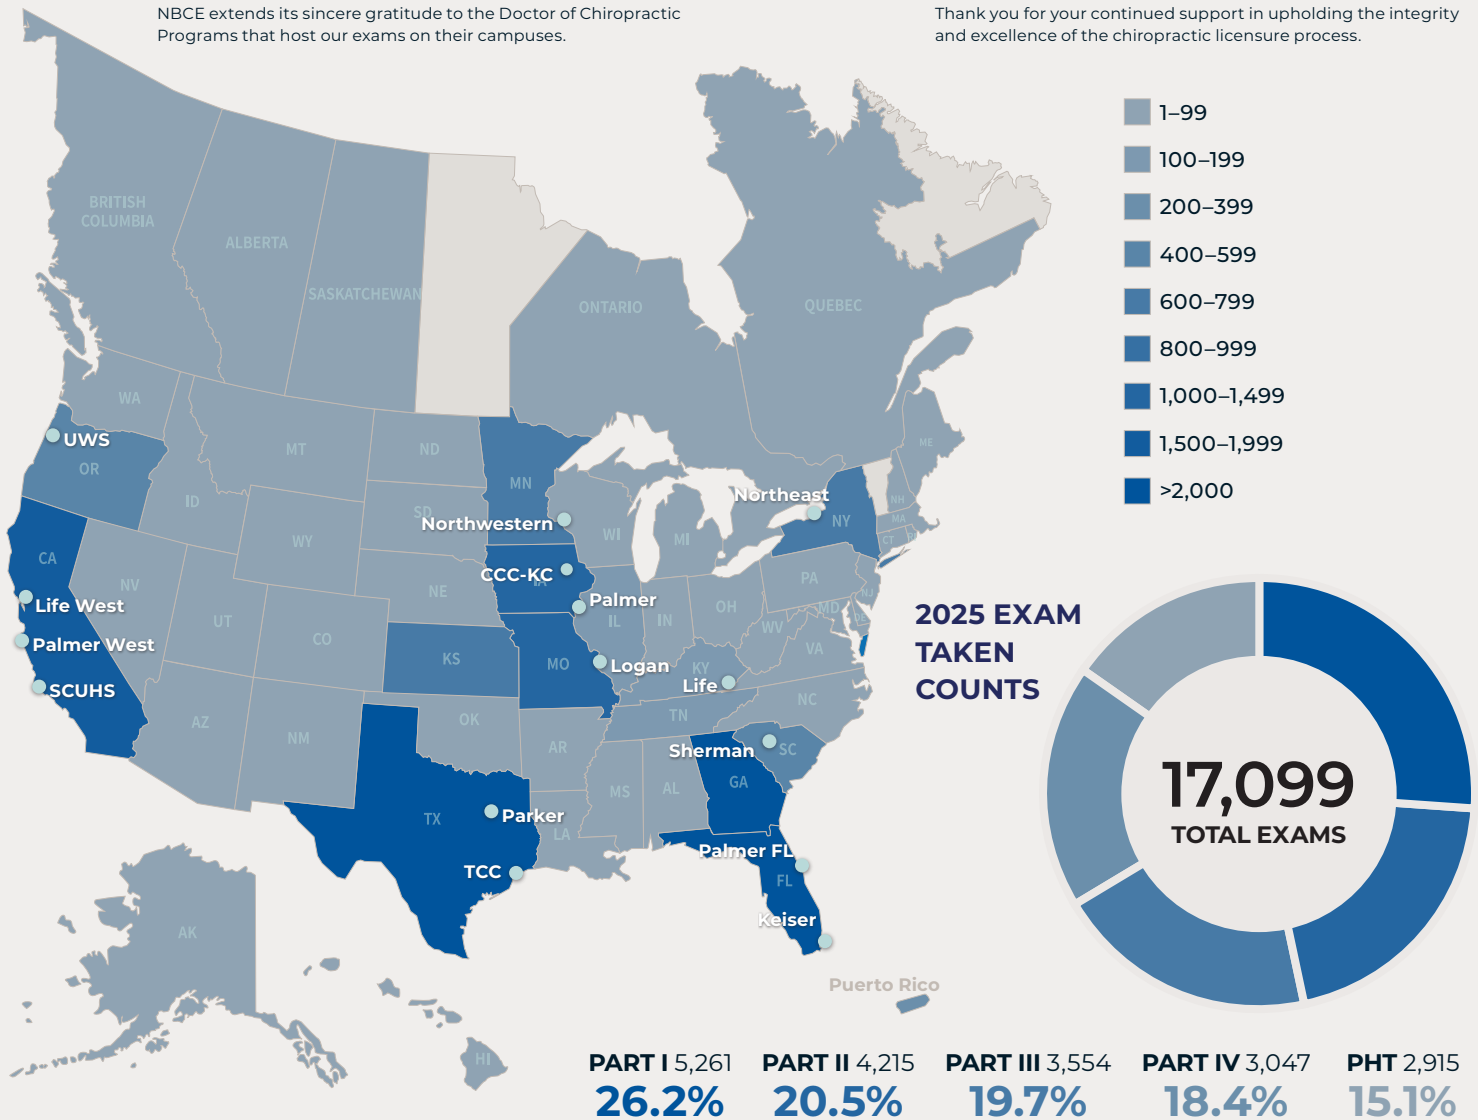 NBCE extends its sincere gratitude to the Doctor of Chiropractic
Programs that host our exams on their campuses.
Thank you for your continued support in upholding the integrity
and excellence of the chiropractic licensure process.
1–99
100–199
200–399
400–599
600–799
800–999
1,000–1,499
1,500–1,999
>2,000
BRITISH
COLUMBIA
ALBERTA
SASKATCHEWAN
ONTARIO
QUEBEC
WA
UWS
OR
MT
ND
ID
MN
SD
Northwestern
WI
MI
Northeast
NY
ME
NH
MA
CT
RI
CA
WY
NV
NE
CCC-KC
IA
Palmer
Life West
Palmer West
SCUHS
UT
CO
KS
MO
IL
IN
OH
PA
NJ
MD
DE
WV
VA
Logan
KY
Life
AZ
NM
OK
AR
TN
NC
Sherman
SC
MS
AL
GA
TX
Parker
LA
TCC
Palmer FL
FL
Keiser
AK
HI
Puerto Rico
2025 EXAM
TAKEN
COUNTS
17,099
TOTAL EXAMS
PART I 5,261
26.2%
PART II 4,215
20.5%
PART III 3,554
19.7%
PART IV 3,047
18.4%
PHT 2,915
15.1%